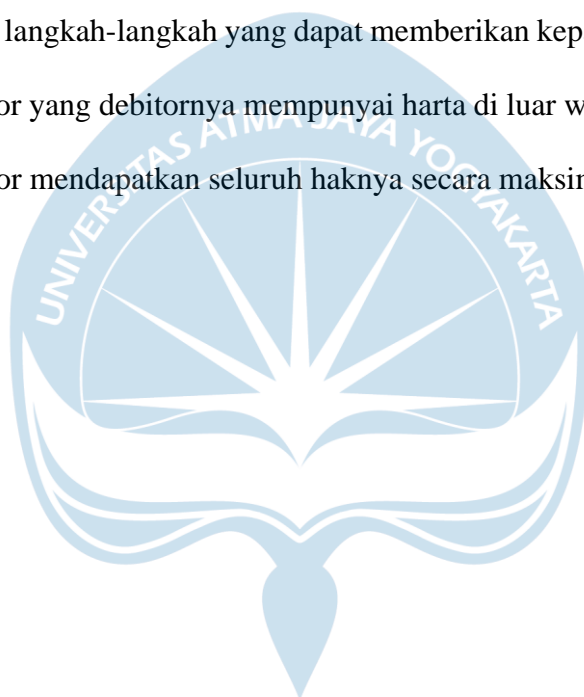 langkah-langkah yang dapat memberikan kep
or yang debitornya mempunyai harta di luar w
or mendapatkan seluruh haknya secara maksim
UNIVERSITAS ATMA JAYA YOGYAKARTA